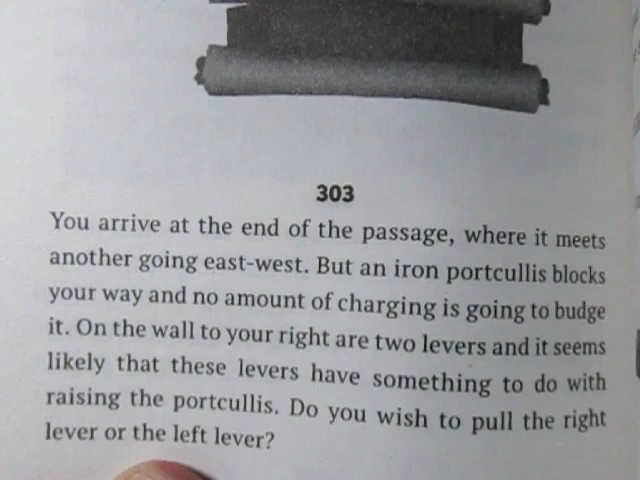 303
You arrive at the end of the passage, where it meets
another going east-west. But an iron portcullis blocks
your way and no amount of charging is going to budge
it. On the wall to your right are two levers and it seems
likely that these levers have something to do with
raising the portcullis. Do you wish to pull the right
lever or the left lever?